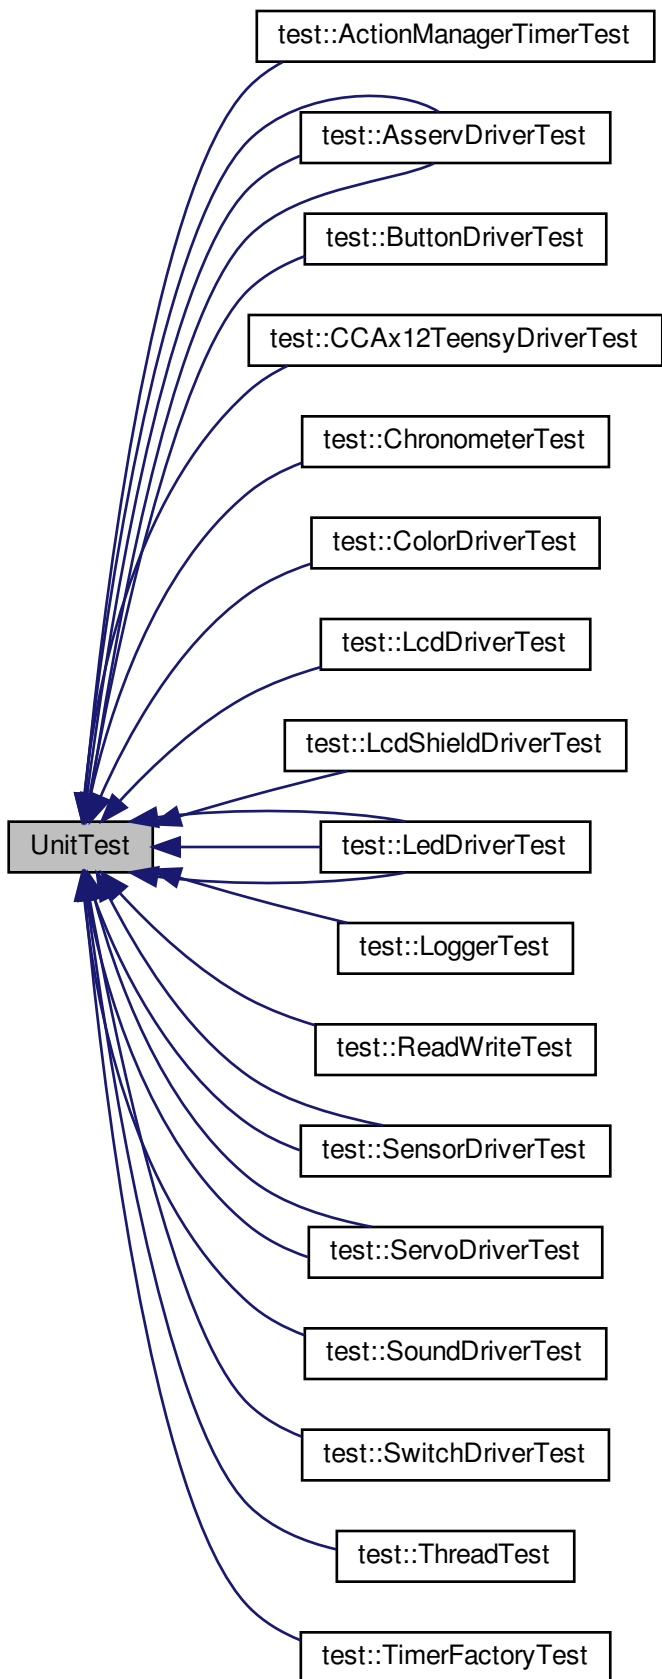 test::ActionManagerTimerTest
test::AsservDriverTest
test::ButtonDriverTest
test::CCAx12TeensyDriverTest
test::ChronometerTest
test::ColorDriverTest
test::LcdDriverTest
test::LcdShieldDriverTest
UnitTest
test::LedDriverTest
test::LoggerTest
test::ReadWriteTest
test::SensorDriverTest
test::ServoDriverTest
test::SoundDriverTest
test::SwitchDriverTest
test::ThreadTest
test::TimerFactoryTest